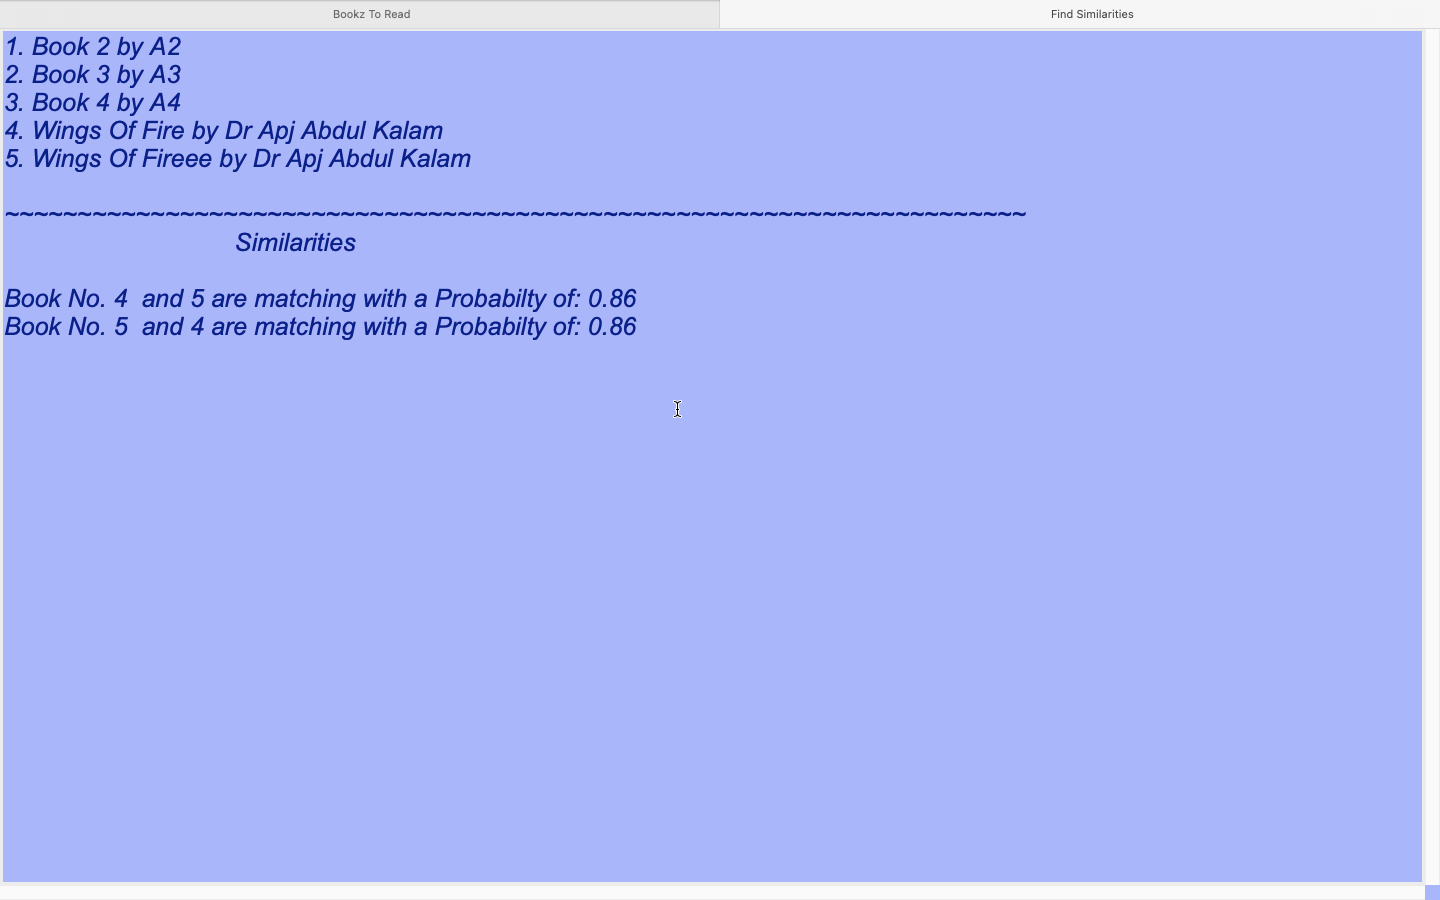 Bookz To Read
Find Similarities
1. Book 2 by A2
2. Book 3 by A3
3. Book 4 by A4
4. Wings Of Fire by Dr Apj Abdul Kalam
5. Wings Of Fireee by Dr Apj Abdul Kalam
~~~~~~~~~~~~~~~~~~~~~~~~~~~~~~~~~~~~~~~~~~~~~~~~~~~~~~~~~~~~~~~~~~~~~~
Similarities
Book No. 4  and 5 are matching with a Probabilty of: 0.86
Book No. 5  and 4 are matching with a Probabilty of: 0.86